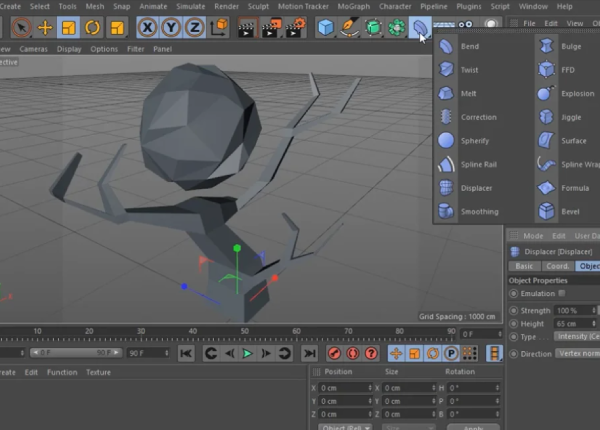 Create Select Tools Mesh Snap Animate Simulate Render Sculpt Motion Tracker MoGraph Character Pipeline Plugins Script Window Help
View Cameras Display Options Filter Panel
File Edit View
X Y Z
Perspective
Bend Bulge
Twist FFD
Melt Explosion
Correction Jiggle
Spherify Surface
Spline Rail Spline Wrap
Displacer Formula
Smoothing Bevel
Mode Edit User Da
Displacer [Displacer]
Basic Coord. Object
Object Properties
Emulation
Strength 100 %
Height 65 cm
Type . . . Intensity (Ce
Direction Vertex norm
Grid Spacing : 1000 cm
10 20 30 40 50 60 70 80 90 0 F
0 F 90 F 90 F
P
Create Edit Function Texture
Position Size Rotation
X 0 cm X 0 cm H 0 °
Y 0 cm Y 0 cm P 0 °
Z 0 cm Z 0 cm B 0 °
Object (Rel) Size Apply